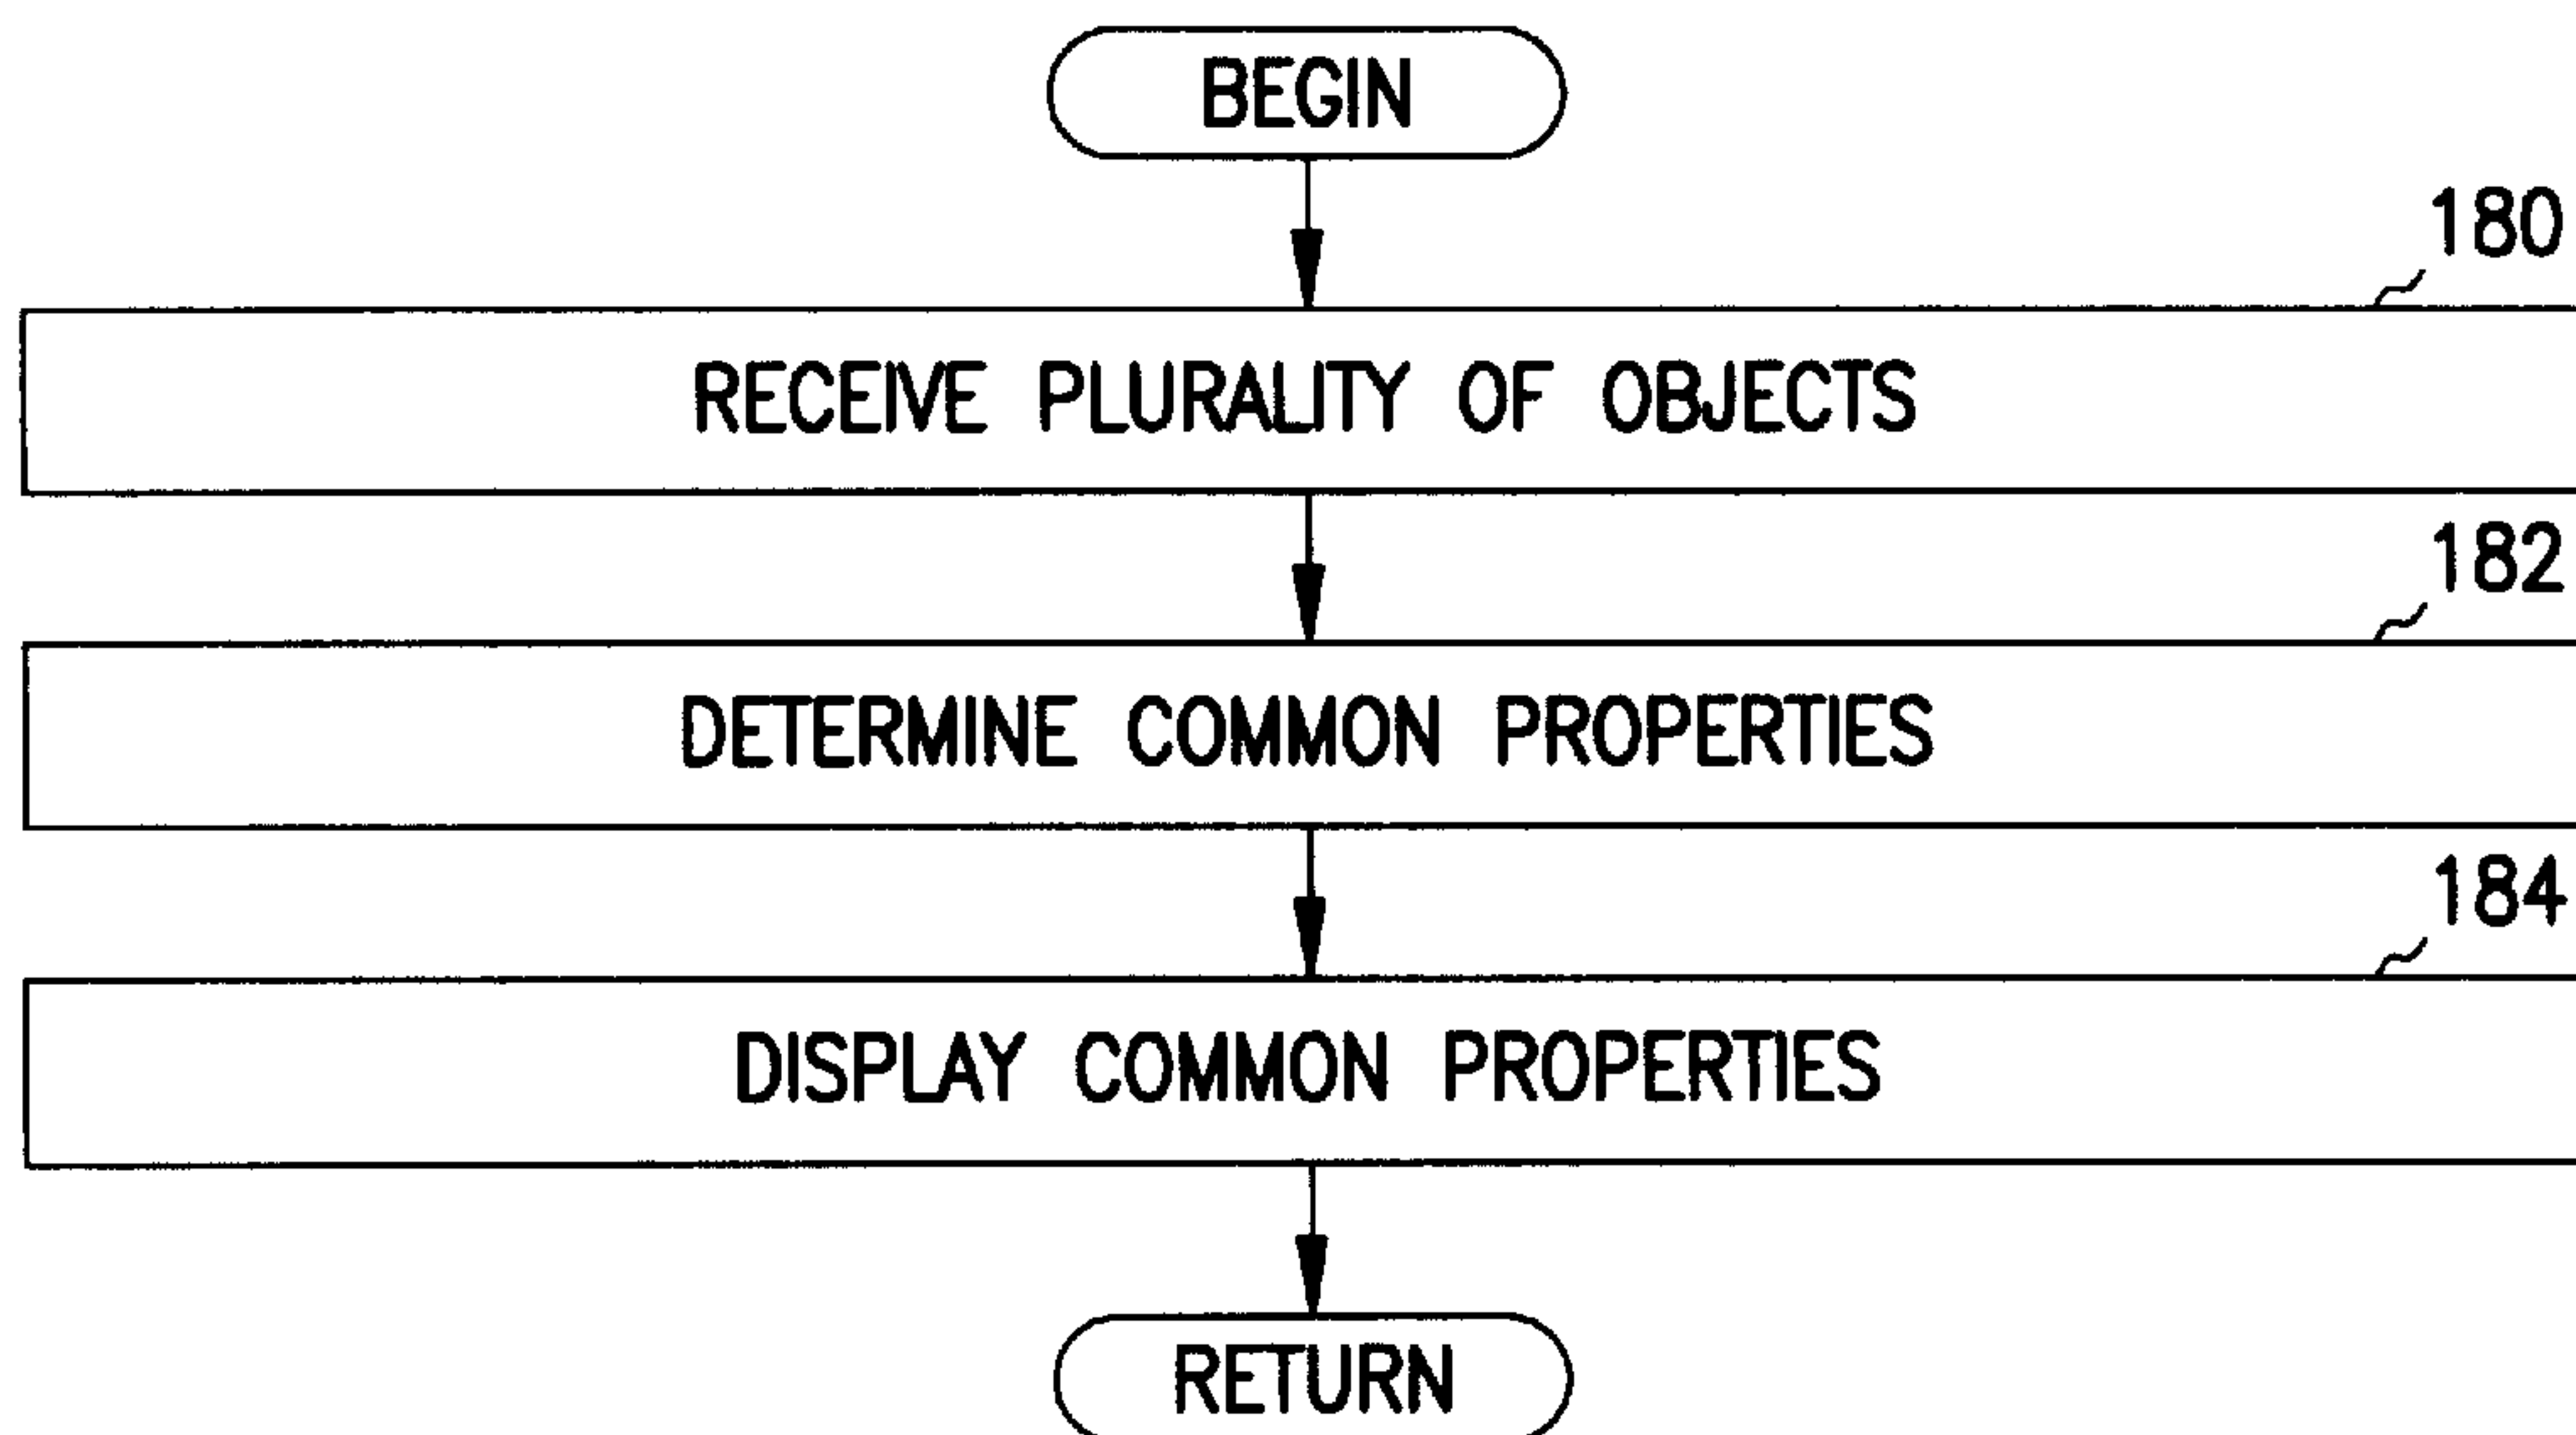 BEGIN
180
RECEIVE PLURALITY OF OBJECTS
182
DETERMINE COMMON PROPERTIES
184
DISPLAY COMMON PROPERTIES
RETURN